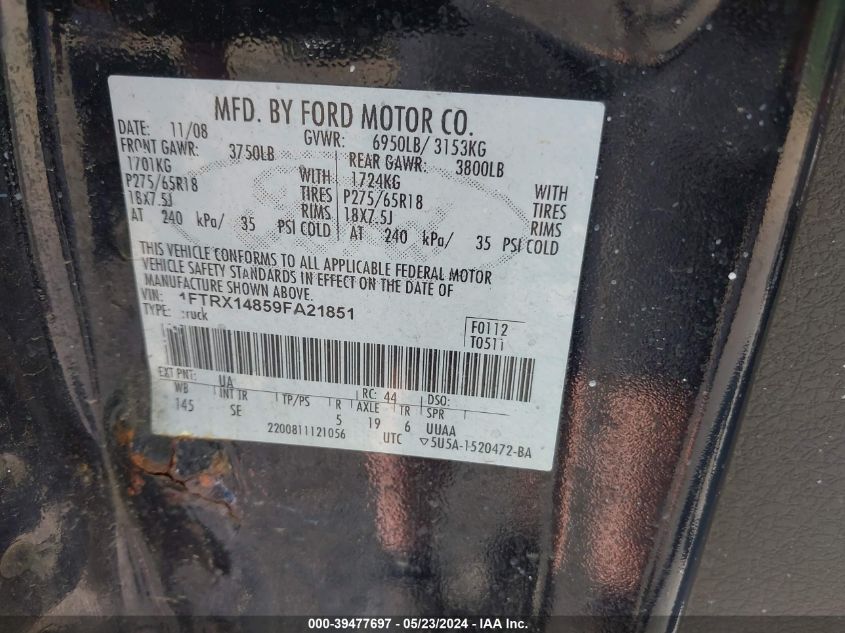 MFD. BY FORD MOTOR CO.
DATE: 11/08 GVWR: 6950LB/ 3153KG
FRONT GAWR: 3750LB REAR GAWR: 3800LB
1701KG WITH 1724KG WITH
P275/65R18 TIRES P275/65R18 TIRES
18X7.5J RIMS 18X7.5J RIMS
AT 240 kPa/ 35 PSI COLD AT 240 kPa/ 35 PSI COLD
THIS VEHICLE CONFORMS TO ALL APPLICABLE FEDERAL MOTOR
VEHICLE SAFETY STANDARDS IN EFFECT ON THE DATE OF
MANUFACTURE SHOWN ABOVE.
VIN: 1FTRX14859FA21851
TYPE: Truck
F0112
T0511
EXT PNT: UA RC: 44 DSO:
WB INT TR TP/PS R AXLE TR SPR
145 SE 5 19 6 UUAA
2200811121056 UTC ▽5U5A-1520472-BA
000-39477697 - 05/23/2024 - IAA Inc.